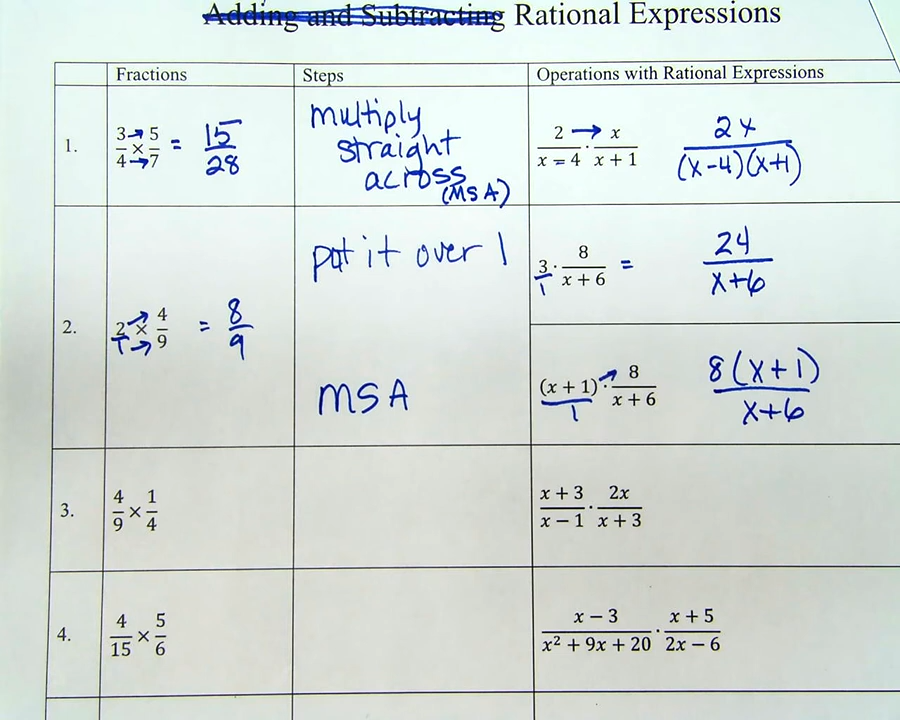 Adding and Subtracting Rational Expressions
Fractions Steps Operations with Rational Expressions
1. 3/4 × 5/7 = 15/28
multiply
straight
across
(MSA)
2/(x = 4) · x/(x + 1) 2x/((x-4)(x+1))
2. 2/1 × 4/9 = 8/9
put it over 1
MSA
3/1 · 8/(x + 6) = 24/(x+6)
(x + 1)/1 · 8/(x + 6) 8(x+1)/(x+6)
3. 4/9 × 1/4 (x + 3)/(x − 1) · 2x/(x + 3)
4. 4/15 × 5/6 (x − 3)/(x² + 9x + 20) · (x + 5)/(2x − 6)